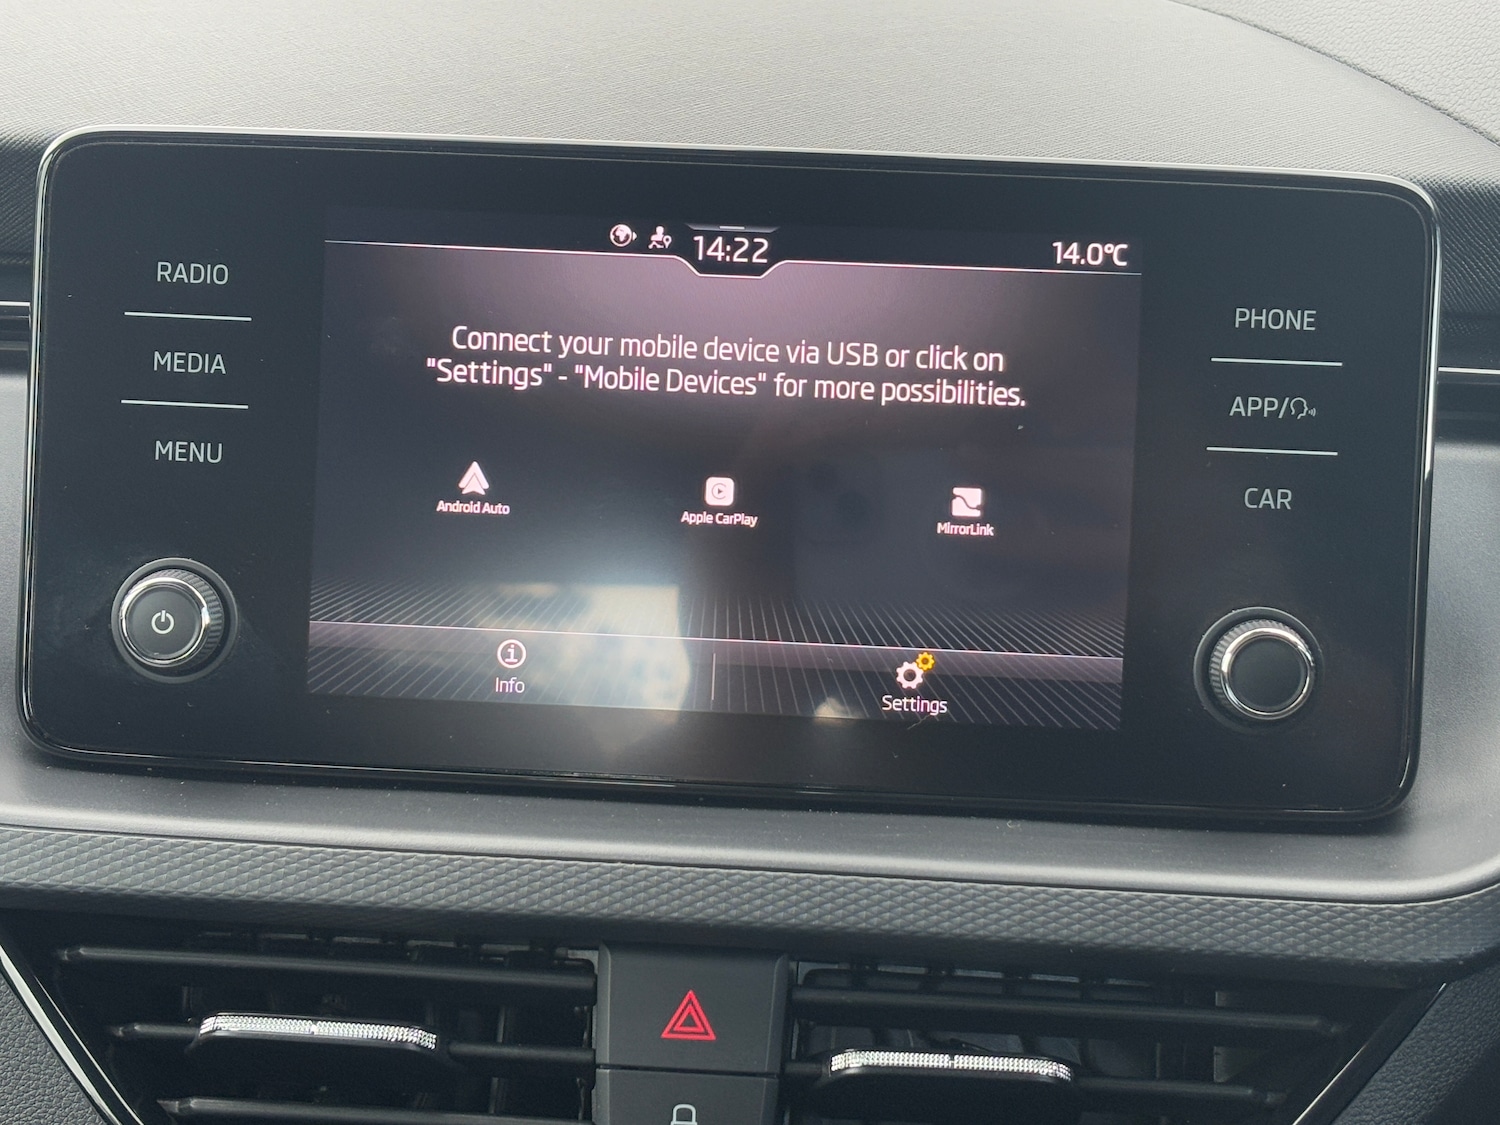 14:22
14.0°C
RADIO
MEDIA
MENU
Connect your mobile device via USB or click on
"Settings" - "Mobile Devices" for more possibilities.
Android Auto
Apple CarPlay
MirrorLink
Info
Settings
PHONE
APP/
CAR